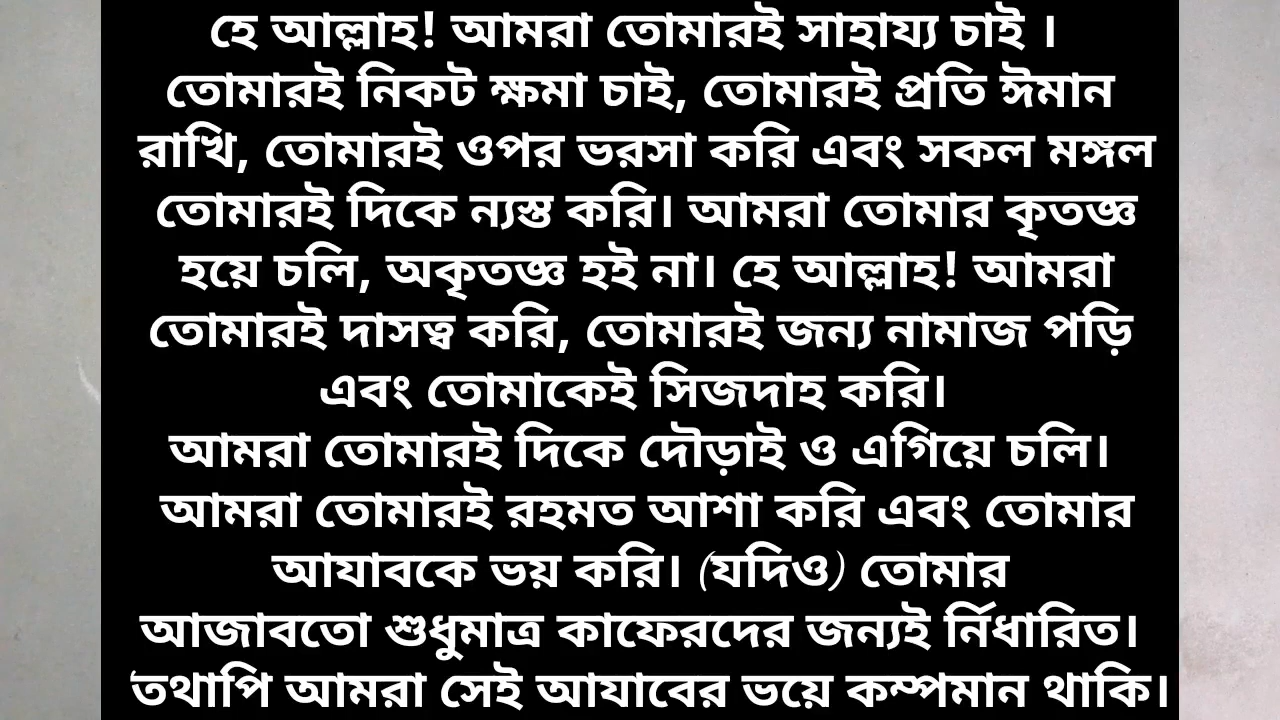 হে আল্লাহ! আমরা তোমারই সাহায্য চাই ।
তোমারই নিকট ক্ষমা চাই, তোমারই প্রতি ঈমান
রাখি, তোমারই ওপর ভরসা করি এবং সকল মঙ্গল
তোমারই দিকে ন্যস্ত করি। আমরা তোমার কৃতজ্ঞ
হয়ে চলি, অকৃতজ্ঞ হই না। হে আল্লাহ! আমরা
তোমারই দাসত্ব করি, তোমারই জন্য নামাজ পড়ি
এবং তোমাকেই সিজদাহ করি।
আমরা তোমারই দিকে দৌড়াই ও এগিয়ে চলি।
আমরা তোমারই রহমত আশা করি এবং তোমার
আযাবকে ভয় করি। (যদিও) তোমার
আজাবতো শুধুমাত্র কাফেরদের জন্যই র্নিধারিত।
তথাপি আমরা সেই আযাবের ভয়ে কম্পমান থাকি।